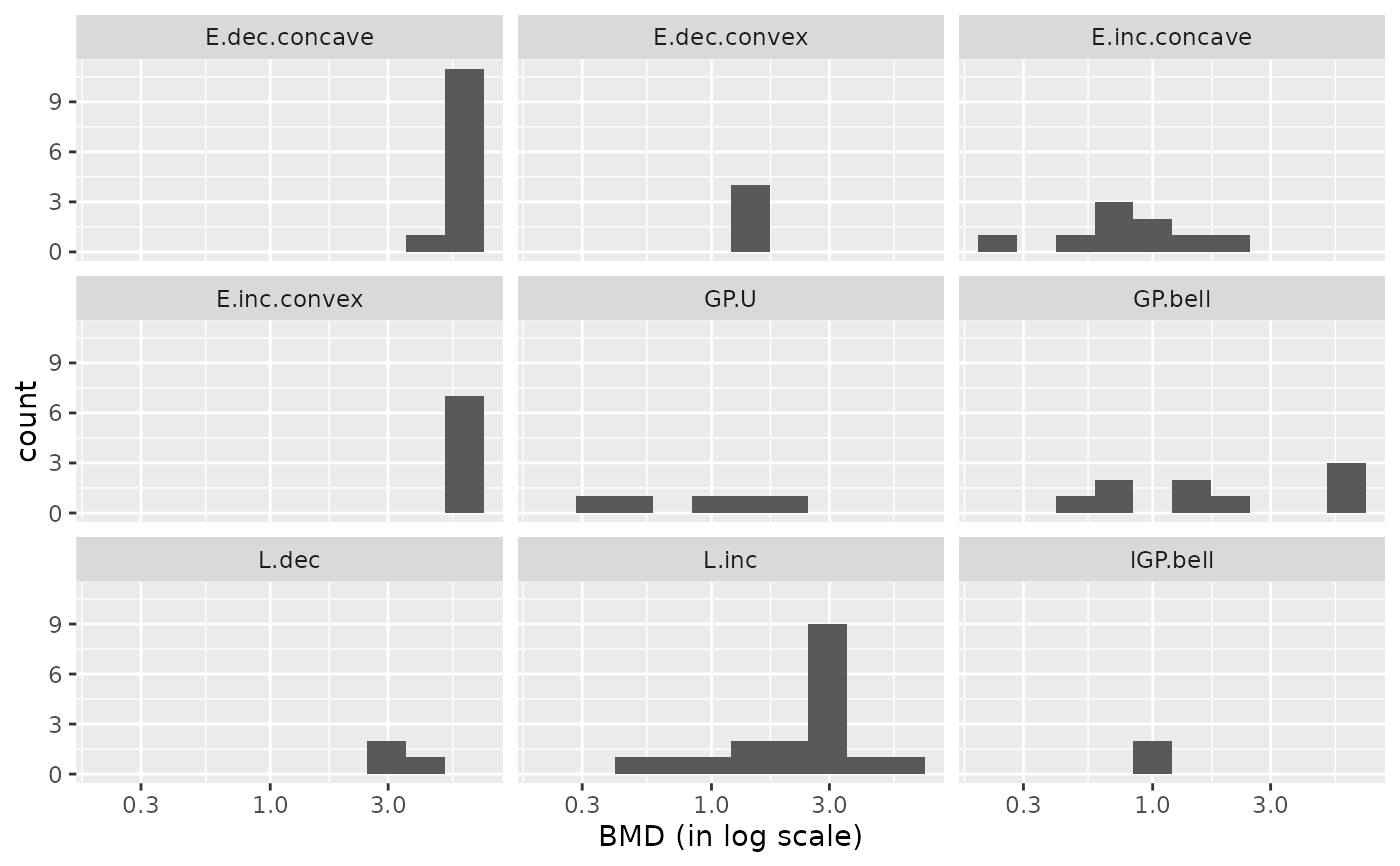 E.dec.concave E.dec.convex E.inc.concave
9
6
3
0
E.inc.convex GP.U GP.bell
9
6
3
0
count
L.dec L.inc lGP.bell
9
6
3
0
0.3 1.0 3.0 0.3 1.0 3.0 0.3 1.0 3.0
BMD (in log scale)